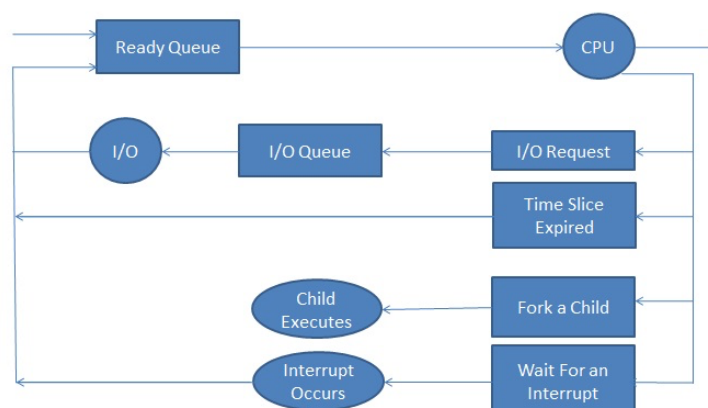 Ready Queue
CPU
I/O
I/O Queue
I/O Request
Time Slice
Expired
Child
Executes
Fork a Child
Interrupt
Occurs
Wait For an
Interrupt